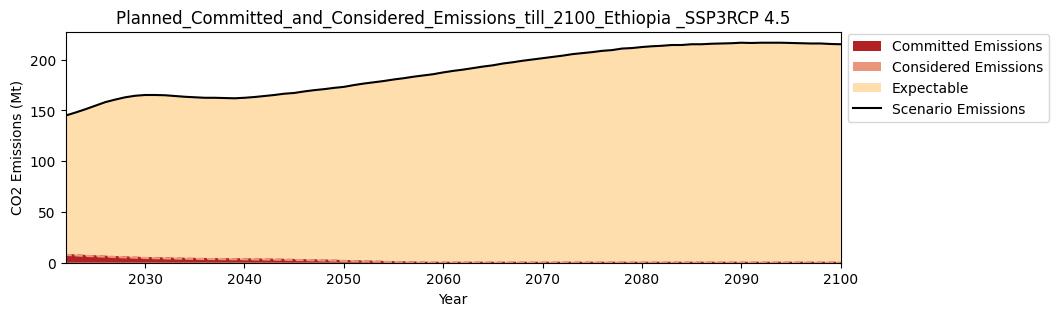 Planned_Committed_and_Considered_Emissions_till_2100_Ethiopia _SSP3RCP 4.5
CO2 Emissions (Mt)
200
150
100
50
0
2030 2040 2050 2060 2070 2080 2090 2100
Year
Committed Emissions
Considered Emissions
Expectable
Scenario Emissions